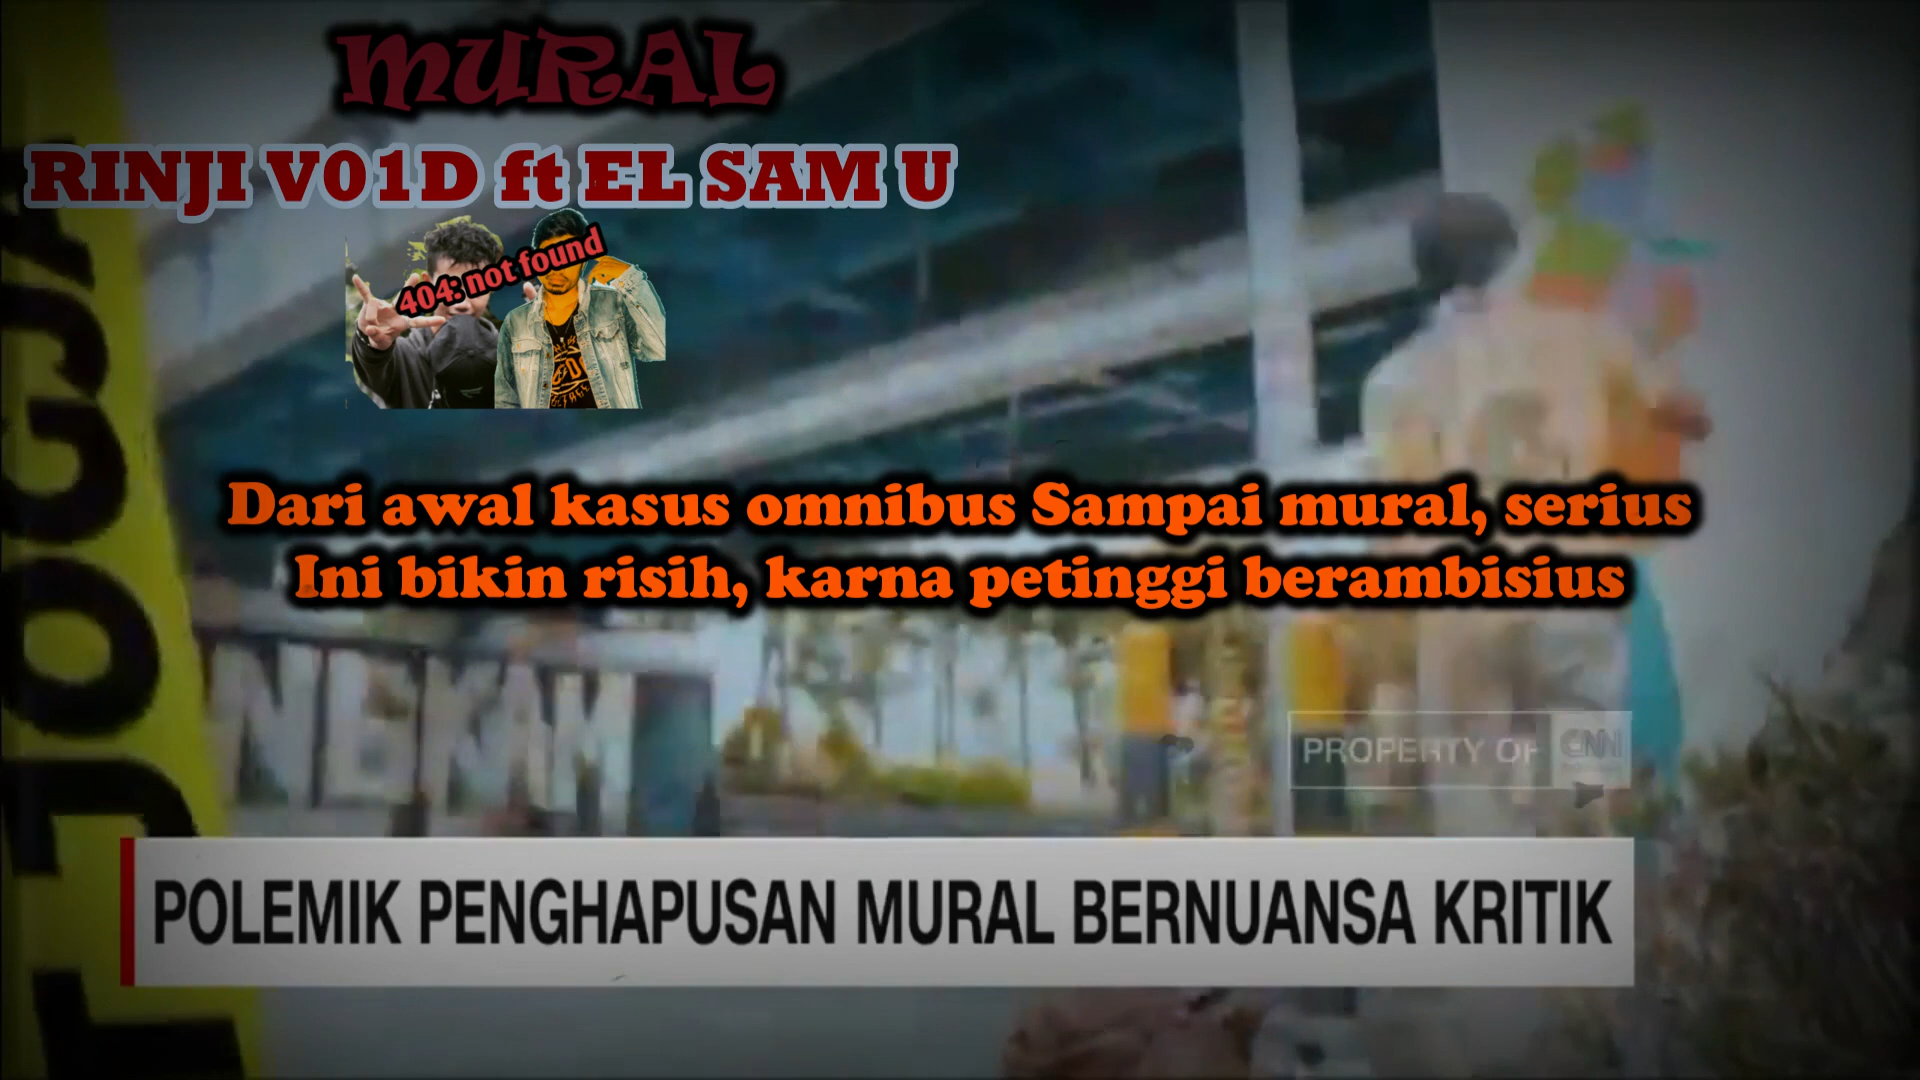 MURAL
RINJI V01D ft EL SAM U
404: not found
Dari awal kasus omnibus Sampai mural, serius
Ini bikin risih, karna petinggi berambisius
PROPERTY OF CNN
POLEMIK PENGHAPUSAN MURAL BERNUANSA KRITIK